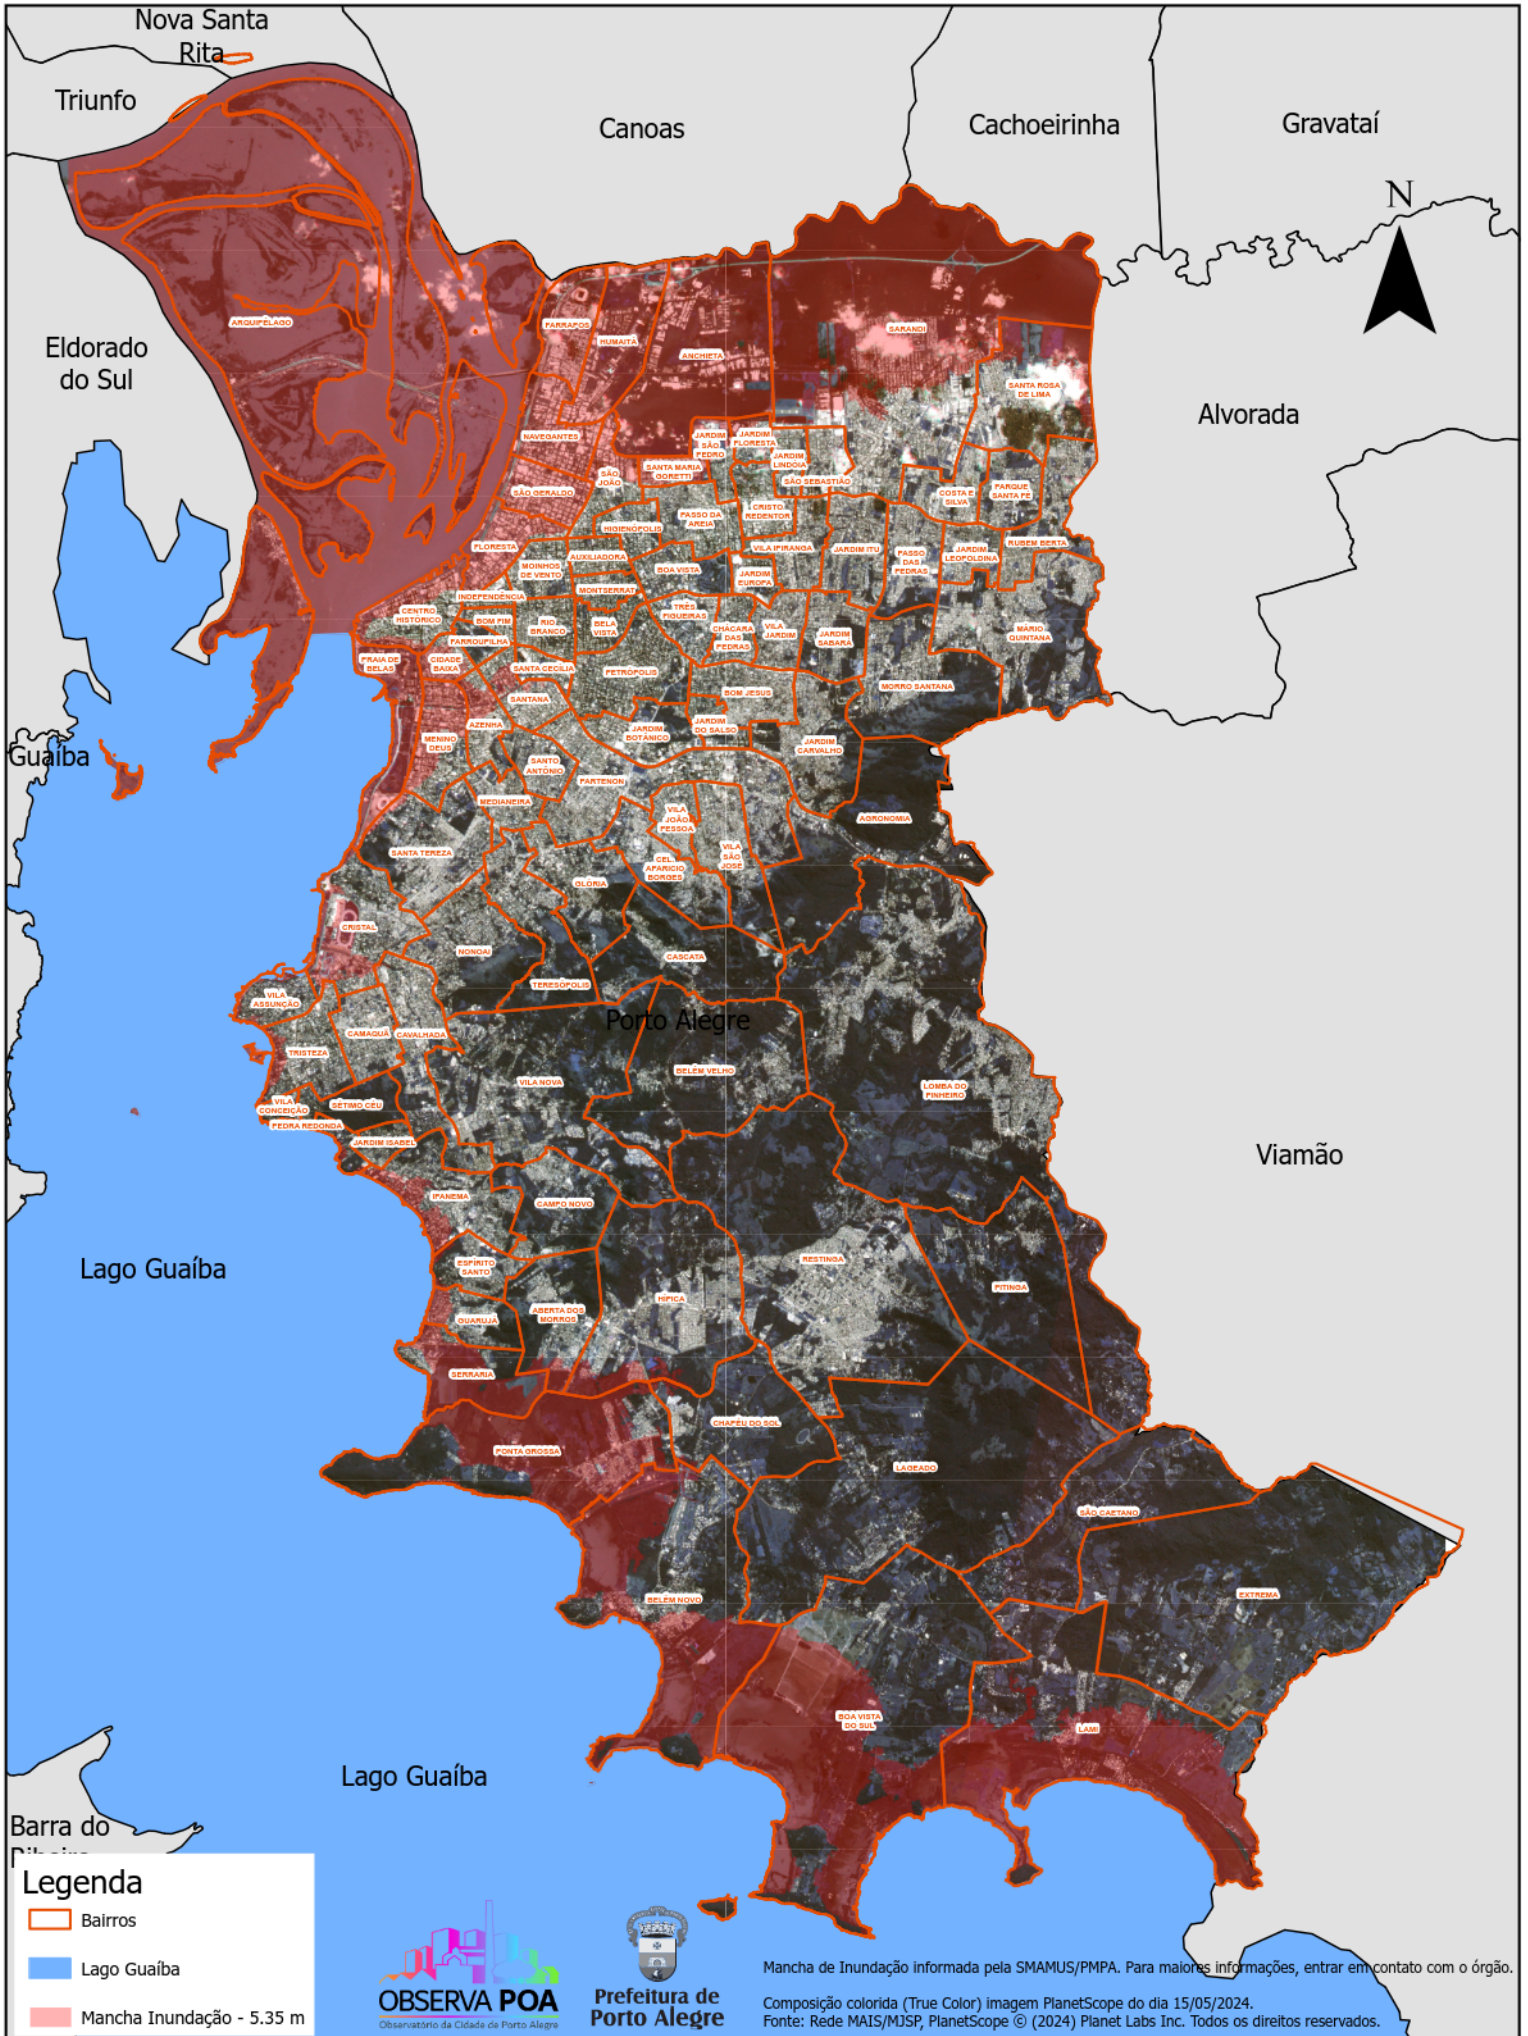 Nova Santa
Rita
Triunfo
Canoas
Cachoeirinha
Gravataí
N
Eldorado
do Sul
Alvorada
ARQUIPÉLAGO
FARRAPOS
HUMAITÁ
ANCHIETA
SARANDI
SANTA ROSA
DE LIMA
NAVEGANTES
JARDIM
SÃO
PEDRO
JARDIM
FLORESTA
JARDIM
LINDÓIA
SÃO
JOÃO
SANTA MARIA
GORETTI
SÃO SEBASTIÃO
SÃO GERALDO
COSTA E
SILVA
PARQUE
SANTA FÉ
HIGIENÓPOLIS
PASSO DA
AREIA
CRISTO
REDENTOR
FLORESTA
MOINHOS
DE VENTO
AUXILIADORA
BOA VISTA
VILA IPIRANGA
JARDIM ITU
PASSO
DAS
PEDRAS
JARDIM
LEOPOLDINA
RUBEM BERTA
JARDIM
EUROPA
MONTSERRAT
INDEPENDÊNCIA
CENTRO
HISTÓRICO
BOM FIM
RIO
BRANCO
BELA
VISTA
TRÊS
FIGUEIRAS
CHÁCARA
DAS
PEDRAS
VILA
JARDIM
JARDIM
SABARÁ
MÁRIO
QUINTANA
FARROUPILHA
PRAIA DE
BELAS
CIDADE
BAIXA
SANTA CECÍLIA
PETRÓPOLIS
MORRO SANTANA
SANTANA
BOM JESUS
AZENHA
JARDIM
BOTÂNICO
JARDIM
DO SALSO
JARDIM
CARVALHO
MENINO
DEUS
Guaíba
SANTO
ANTÔNIO
PARTENON
MEDIANEIRA
VILA
JOÃO
PESSOA
AGRONOMIA
SANTA TEREZA
VILA
SÃO
JOSÉ
CEL.
APARICIO
BORGES
GLÓRIA
CRISTAL
NONOAI
CASCATA
TERESÓPOLIS
VILA
ASSUNÇÃO
Porto Alegre
CAMAQUÃ
CAVALHADA
TRISTEZA
BELÉM VELHO
VILA NOVA
LOMBA DO
PINHEIRO
VILA
CONCEIÇÃO
SÉTIMO CÉU
PEDRA REDONDA
JARDIM ISABEL
Viamão
IPANEMA
CAMPO NOVO
Lago Guaíba
ESPÍRITO
SANTO
RESTINGA
PITINGA
HÍPICA
ABERTA DOS
MORROS
GUARUJÁ
SERRARIA
CHAPÉU DO SOL
PONTA GROSSA
LAGEADO
SÃO CAETANO
BELÉM NOVO
EXTREMA
BOA VISTA
DO SUL
LAMI
Lago Guaíba
Barra do
Ribeiro
Legenda
Bairros
Lago Guaíba
Mancha Inundação - 5.35 m
OBSERVA POA
Observatório da Cidade de Porto Alegre
Prefeitura de
Porto Alegre
Mancha de Inundação informada pela SMAMUS/PMPA. Para maiores informações, entrar em contato com o órgão.
Composição colorida (True Color) imagem PlanetScope do dia 15/05/2024.
Fonte: Rede MAIS/MJSP, PlanetScope © (2024) Planet Labs Inc. Todos os direitos reservados.